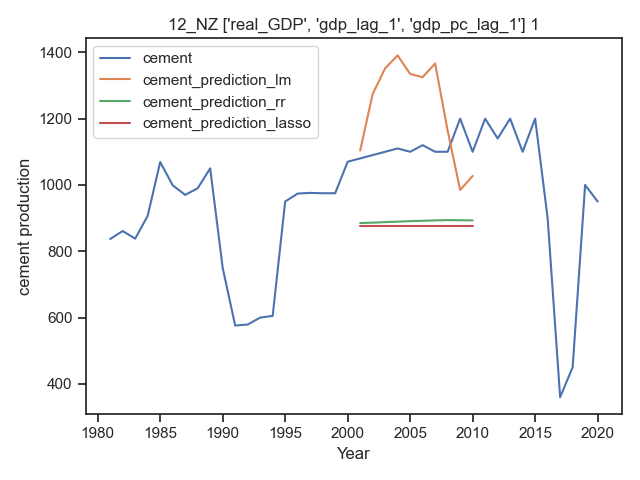 12_NZ ['real_GDP', 'gdp_lag_1', 'gdp_pc_lag_1'] 1
cement
cement_prediction_lm
cement_prediction_rr
cement_prediction_lasso
1400
1200
1000
800
600
400
cement production
1980 1985 1990 1995 2000 2005 2010 2015 2020
Year